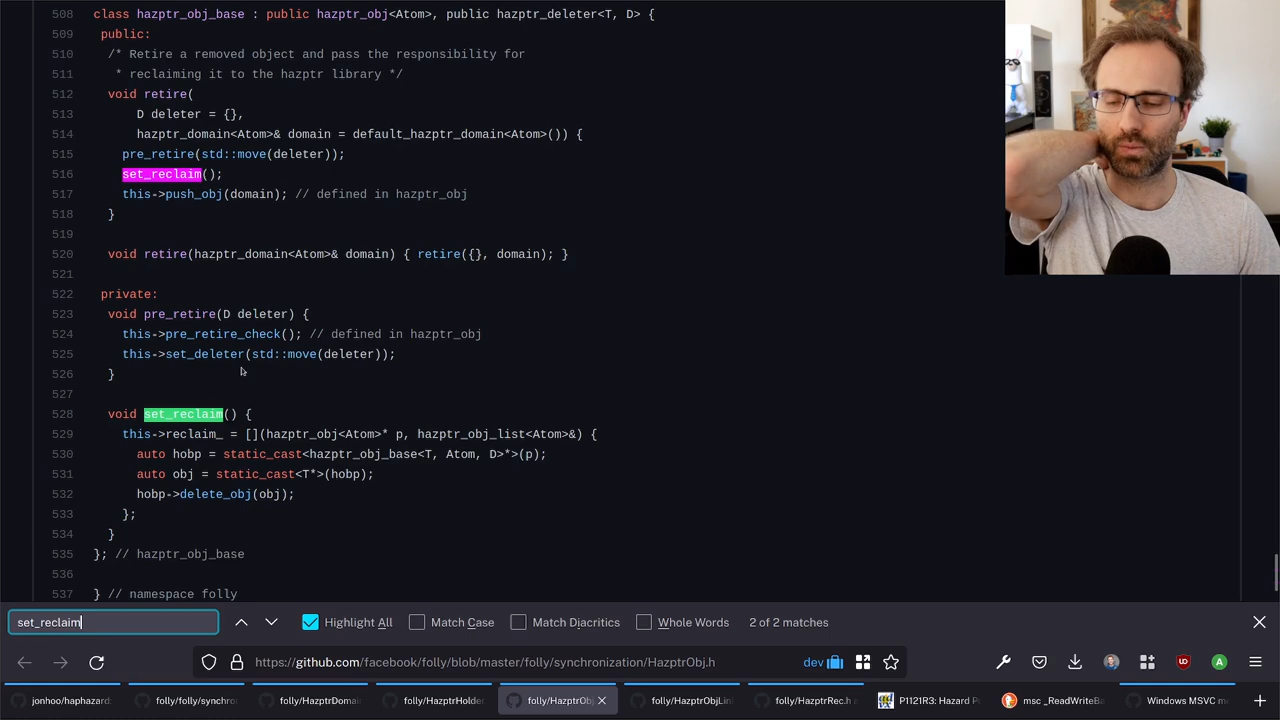 508 class hazptr_obj_base : public hazptr_obj<Atom>, public hazptr_deleter<T, D> {
509 public:
510 /* Retire a removed object and pass the responsibility for
511 * reclaiming it to the hazptr library */
512 void retire(
513 D deleter = {},
514 hazptr_domain<Atom>& domain = default_hazptr_domain<Atom>()) {
515 pre_retire(std::move(deleter));
516 set_reclaim();
517 this->push_obj(domain); // defined in hazptr_obj
518 }
519
520 void retire(hazptr_domain<Atom>& domain) { retire({}, domain); }
521
522 private:
523 void pre_retire(D deleter) {
524 this->pre_retire_check(); // defined in hazptr_obj
525 this->set_deleter(std::move(deleter));
526 }
527
528 void set_reclaim() {
529 this->reclaim_ = [](hazptr_obj<Atom>* p, hazptr_obj_list<Atom>&) {
530 auto hobp = static_cast<hazptr_obj_base<T, Atom, D>*>(p);
531 auto obj = static_cast<T*>(hobp);
532 hobp->delete_obj(obj);
533 };
534 }
535 }; // hazptr_obj_base
536
537 } // namespace folly
set_reclaim Highlight All Match Case Match Diacritics Whole Words 2 of 2 matches
https://github.com/facebook/folly/blob/master/folly/synchronization/HazptrObj.h dev
jonhoo/haphazard: folly/synchro HazptrDomai HazptrHolde folly/HazptrObj HazptrObjLin folly/HazptrRec.h a P1121R3: Hazard P msc _ReadWriteBa Windows MSVC m